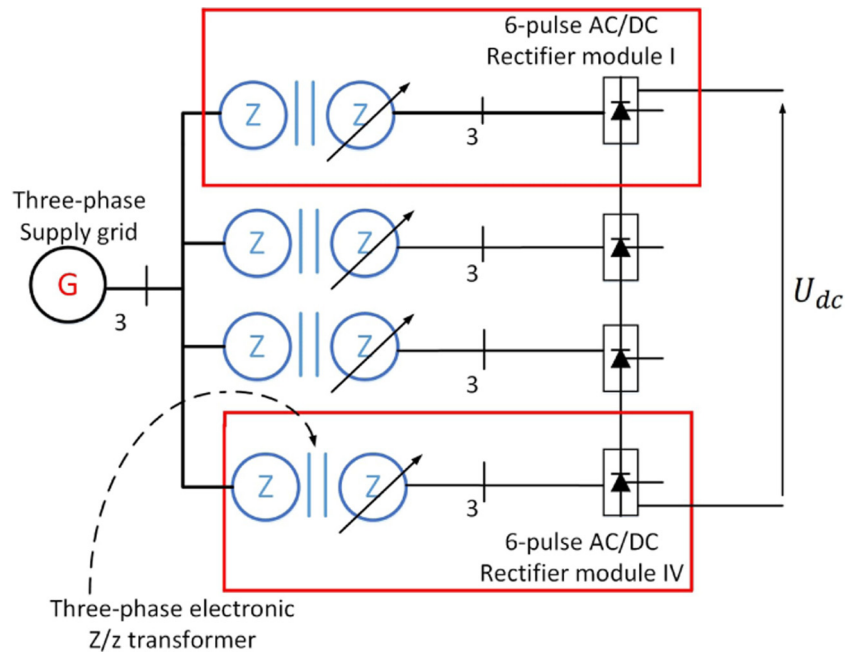 6-pulse AC/DC
Rectifier module I
Z
Z
3
Three-phase
Supply grid
Z
Z
3
G
3
U_{dc}
Z
Z
3
Z
Z
3
6-pulse AC/DC
Rectifier module IV
Three-phase electronic
Z/z transformer